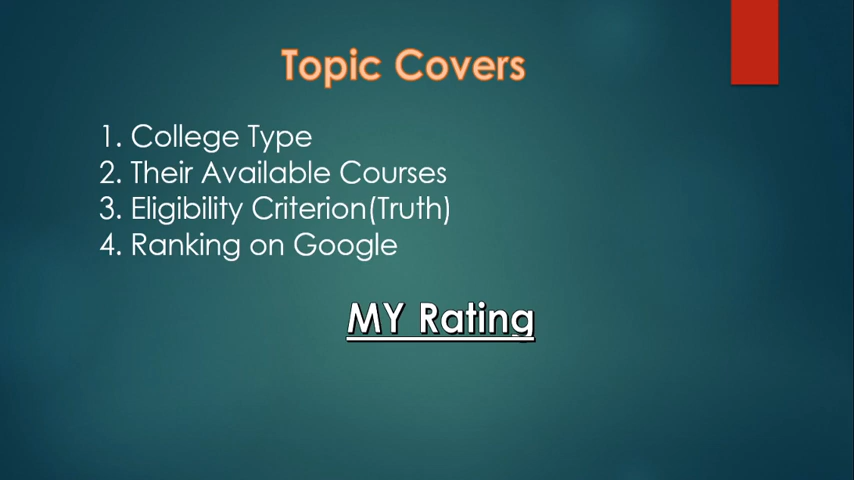 Topic Covers
1. College Type
2. Their Available Courses
3. Eligibility Criterion(Truth)
4. Ranking on Google
MY Rating